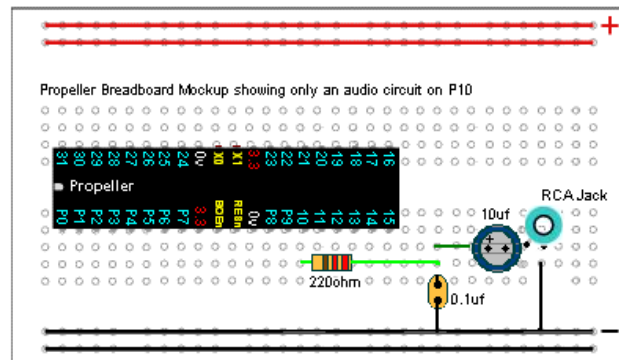 +
Propeller Breadboard Mockup showing only an audio circuit on P10
31 30 29 28 27 26 25 24 0v X0 X1 3.3 23 22 21 20 19 18 17 16
Propeller
P0 P1 P2 P3 P4 P5 P6 P7 3.3 BOEn RESn 0v P8 P9 10 11 12 13 14 15
RCA Jack
10uf
+
220ohm
0.1uf
−